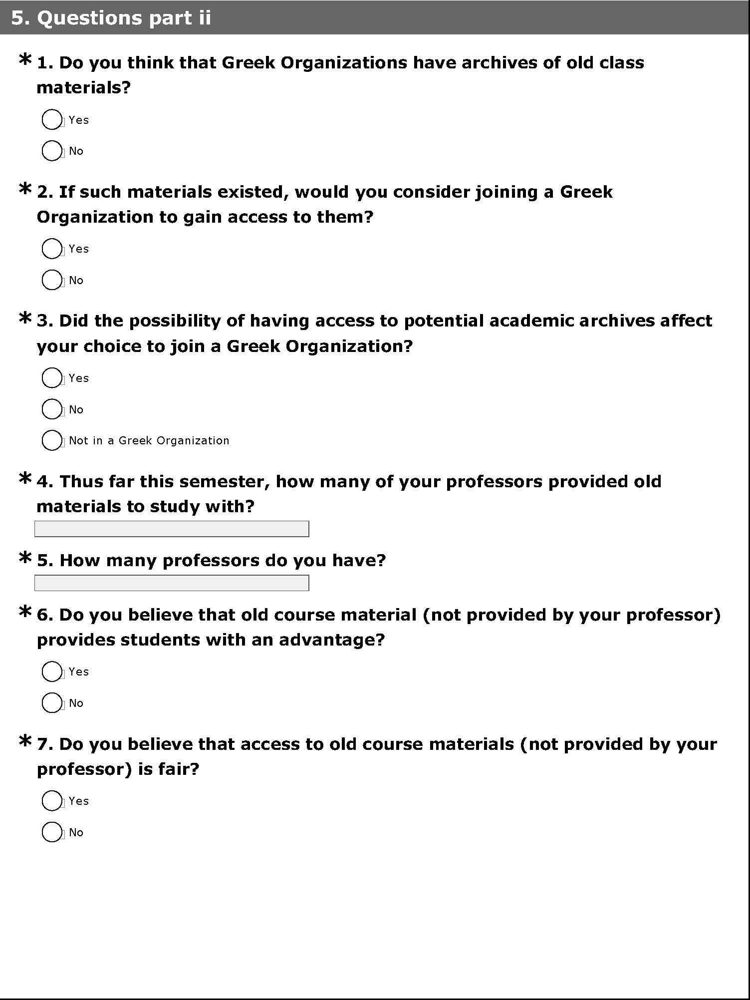 5. Questions part ii
* 1. Do you think that Greek Organizations have archives of old class
materials?
Yes
No
* 2. If such materials existed, would you consider joining a Greek
Organization to gain access to them?
Yes
No
* 3. Did the possibility of having access to potential academic archives affect
your choice to join a Greek Organization?
Yes
No
Not in a Greek Organization
* 4. Thus far this semester, how many of your professors provided old
materials to study with?
* 5. How many professors do you have?
* 6. Do you believe that old course material (not provided by your professor)
provides students with an advantage?
Yes
No
* 7. Do you believe that access to old course materials (not provided by your
professor) is fair?
Yes
No